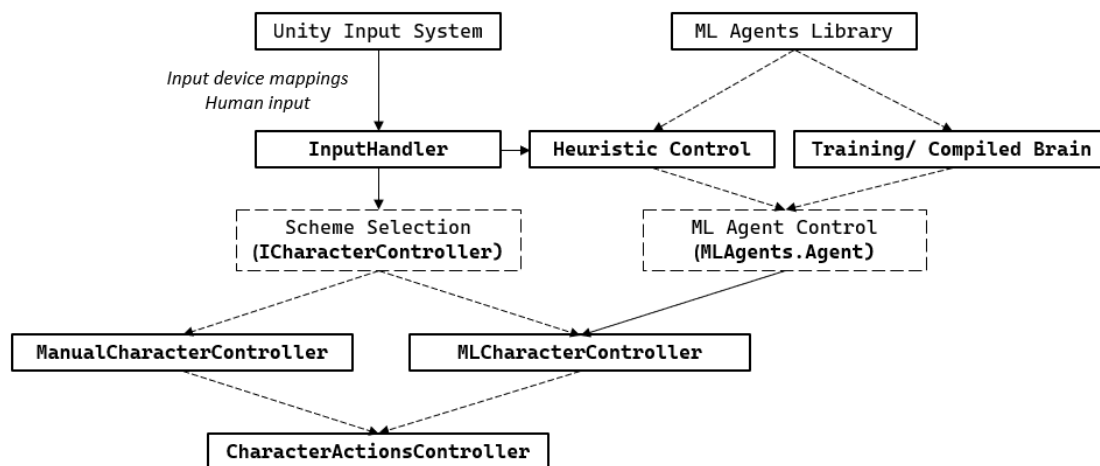 Unity Input System
ML Agents Library
Input device mappings
Human input
InputHandler
Heuristic Control
Training/ Compiled Brain
Scheme Selection
(ICharacterController)
ML Agent Control
(MLAgents.Agent)
ManualCharacterController
MLCharacterController
CharacterActionsController